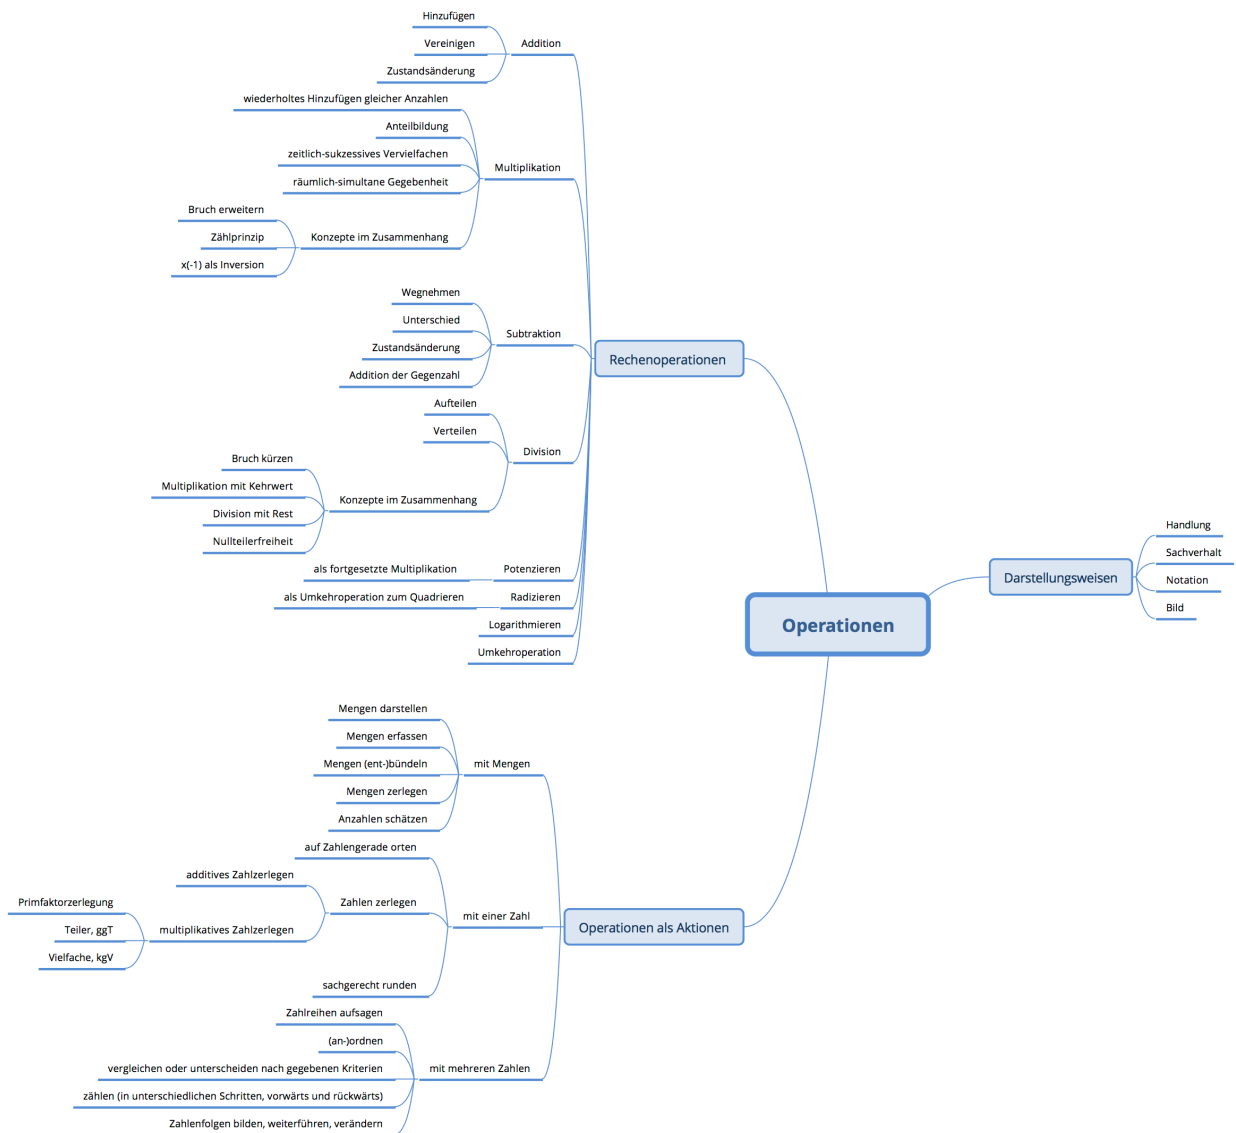 Hinzufügen
Vereinigen
Addition
Zustandsänderung
wiederholtes Hinzufügen gleicher Anzahlen
Anteilbildung
zeitlich-sukzessives Vervielfachen
Multiplikation
räumlich-simultane Gegebenheit
Bruch erweitern
Zählprinzip
Konzepte im Zusammenhang
x(-1) als Inversion
Wegnehmen
Unterschied
Subtraktion
Zustandsänderung
Addition der Gegenzahl
Rechenoperationen
Aufteilen
Verteilen
Division
Bruch kürzen
Multiplikation mit Kehrwert
Konzepte im Zusammenhang
Division mit Rest
Nullteilerfreiheit
als fortgesetzte Multiplikation
Potenzieren
als Umkehroperation zum Quadrieren
Radizieren
Logarithmieren
Umkehroperation
Operationen
Darstellungsweisen
Handlung
Sachverhalt
Notation
Bild
Mengen darstellen
Mengen erfassen
Mengen (ent-)bündeln
mit Mengen
Mengen zerlegen
Anzahlen schätzen
auf Zahlengerade orten
additives Zahlzerlegen
Zahlen zerlegen
mit einer Zahl
Operationen als Aktionen
Primfaktorzerlegung
Teiler, ggT
multiplikatives Zahlzerlegen
Vielfache, kgV
sachgerecht runden
Zahlreihen aufsagen
(an-)ordnen
vergleichen oder unterscheiden nach gegebenen Kriterien
mit mehreren Zahlen
zählen (in unterschiedlichen Schritten, vorwärts und rückwärts)
Zahlenfolgen bilden, weiterführen, verändern